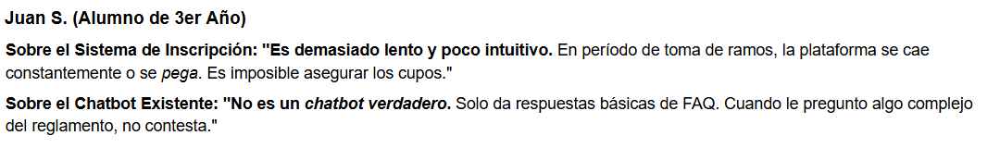 Juan S. (Alumno de 3er Año)
Sobre el Sistema de Inscripción: "Es demasiado lento y poco intuitivo. En período de toma de ramos, la plataforma se cae
constantemente o se pega. Es imposible asegurar los cupos."
Sobre el Chatbot Existente: "No es un chatbot verdadero. Solo da respuestas básicas de FAQ. Cuando le pregunto algo complejo
del reglamento, no contesta."